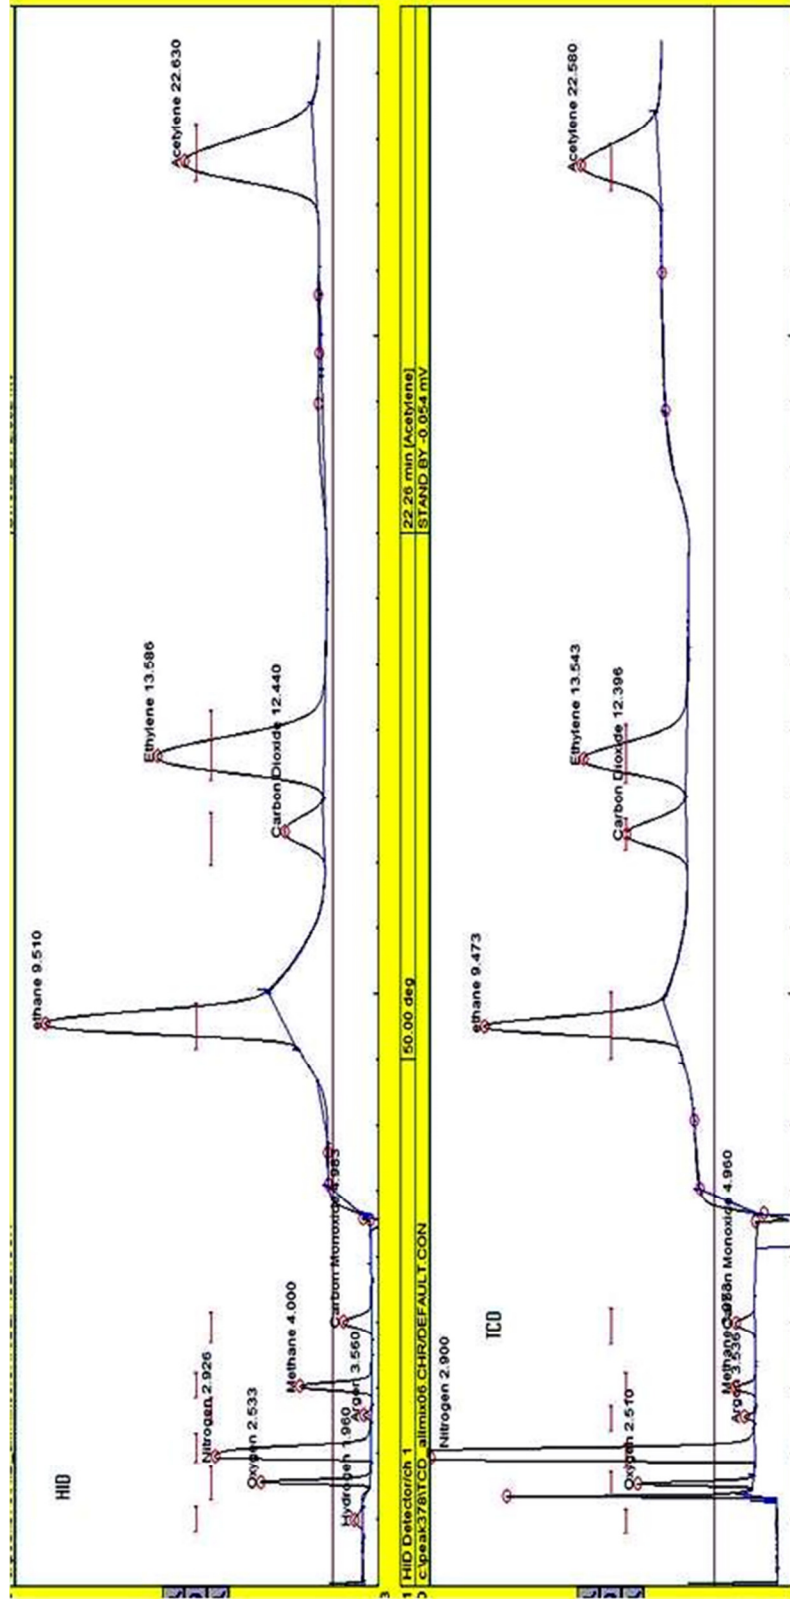 HID
Hydrogen 1.960
Oxygen 2.533
Nitrogen 2.926
Argon 3.560
Methane 4.000
Carbon Monoxide 4.983
ethane 9.510
Carbon Dioxide 12.440
Ethylene 13.586
Acetylene 22.630
HID Detector/ch 1
50.00 deg
22.26 min [Acetylene]
c:\peak378\TCD_allmix06.CHR/DEFAULT.CON
STAND BY -0.054 mV
TCD
Oxygen 2.510
Nitrogen 2.900
Argon 3.536
Methane
Carbon Monoxide 4.960
ethane 9.473
Carbon Dioxide 12.396
Ethylene 13.543
Acetylene 22.580